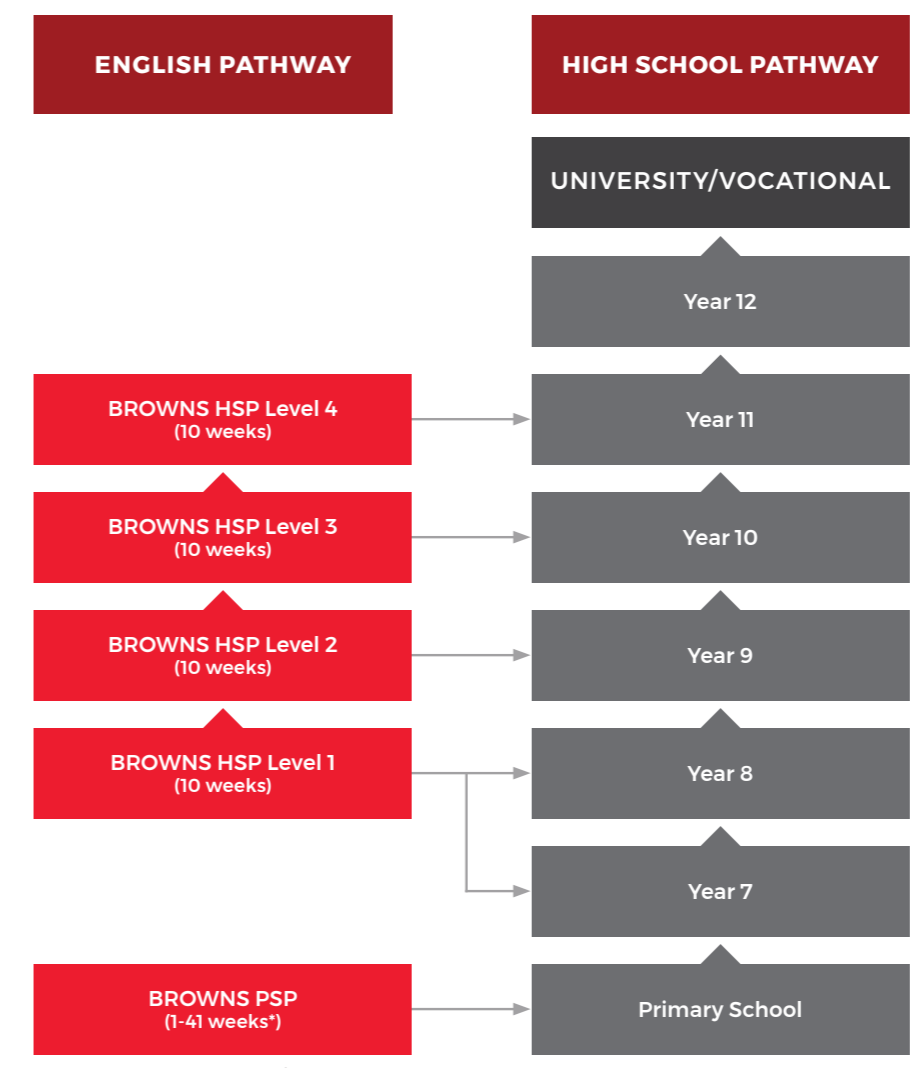 ENGLISH PATHWAY
HIGH SCHOOL PATHWAY
UNIVERSITY/VOCATIONAL
Year 12
BROWNS HSP Level 4
(10 weeks)
Year 11
BROWNS HSP Level 3
(10 weeks)
Year 10
BROWNS HSP Level 2
(10 weeks)
Year 9
BROWNS HSP Level 1
(10 weeks)
Year 8
Year 7
BROWNS PSP
(1-41 weeks*)
Primary School